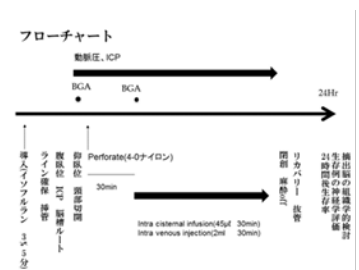 フローチャート
動脈圧、ICP
BGA
BGA
24Hr
導入(イソフルラン 3.5 5分)
ライン確保 挿管
腹臥位 ICP 脳槽ルート
仰臥位 頸部切開
Perforate(4-0ナイロン)
30min
Intra cisternal infusion(45μℓ 30min)
Intra venous injection(2ml 30min)
閉創 麻酔off
リカバリー 抜管
24時間後生存率
生存例の神経学評価
摘出脳の組織学的検討